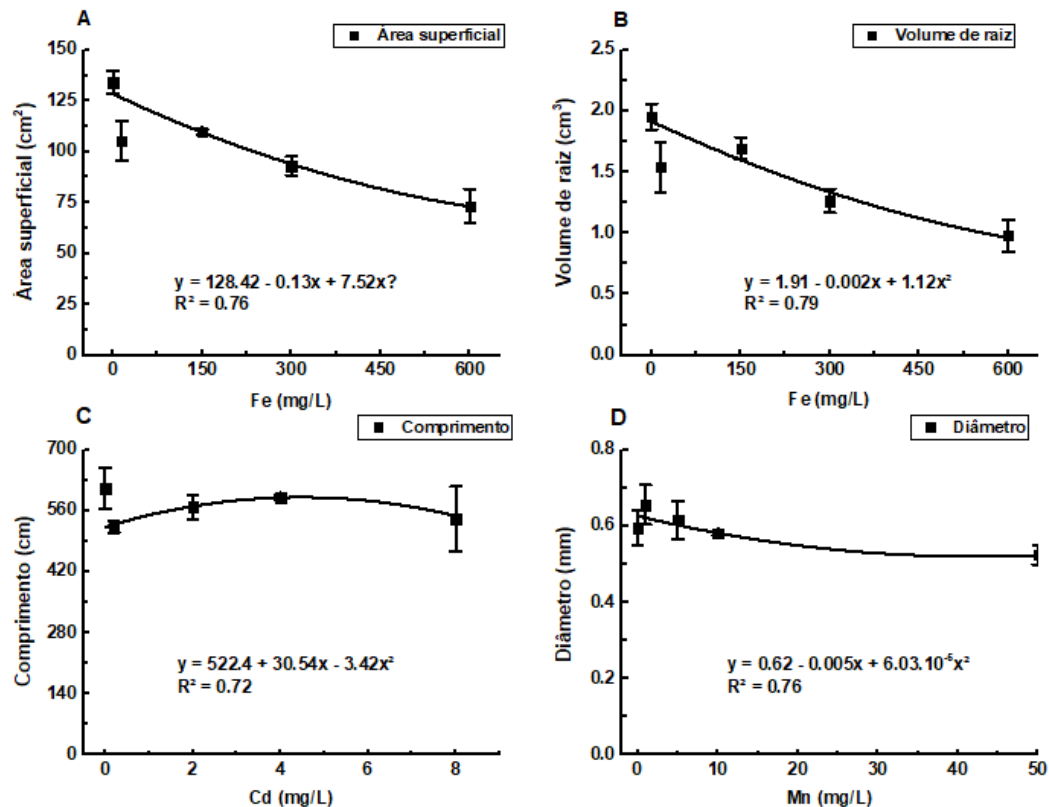 A
Área superficial
Área superficial (cm²)
150
125
100
75
50
25
0
y = 128.42 - 0.13x + 7.52x?
R² = 0.76
0 150 300 450 600
Fe (mg/L)
B
Volume de raiz
Volume de raiz (cm³)
2.5
2.0
1.5
1.0
0.5
0.0
y = 1.91 - 0.002x + 1.12x²
R² = 0.79
0 150 300 450 600
Fe (mg/L)
C
Comprimento
Comprimento (cm)
700
560
420
280
140
0
y = 522.4 + 30.54x - 3.42x²
R² = 0.72
0 2 4 6 8
Cd (mg/L)
D
Diâmetro
Diâmetro (mm)
0.8
0.6
0.4
0.2
0.0
y = 0.62 - 0.005x + 6.03.10⁻⁵x²
R² = 0.76
0 10 20 30 40 50
Mn (mg/L)